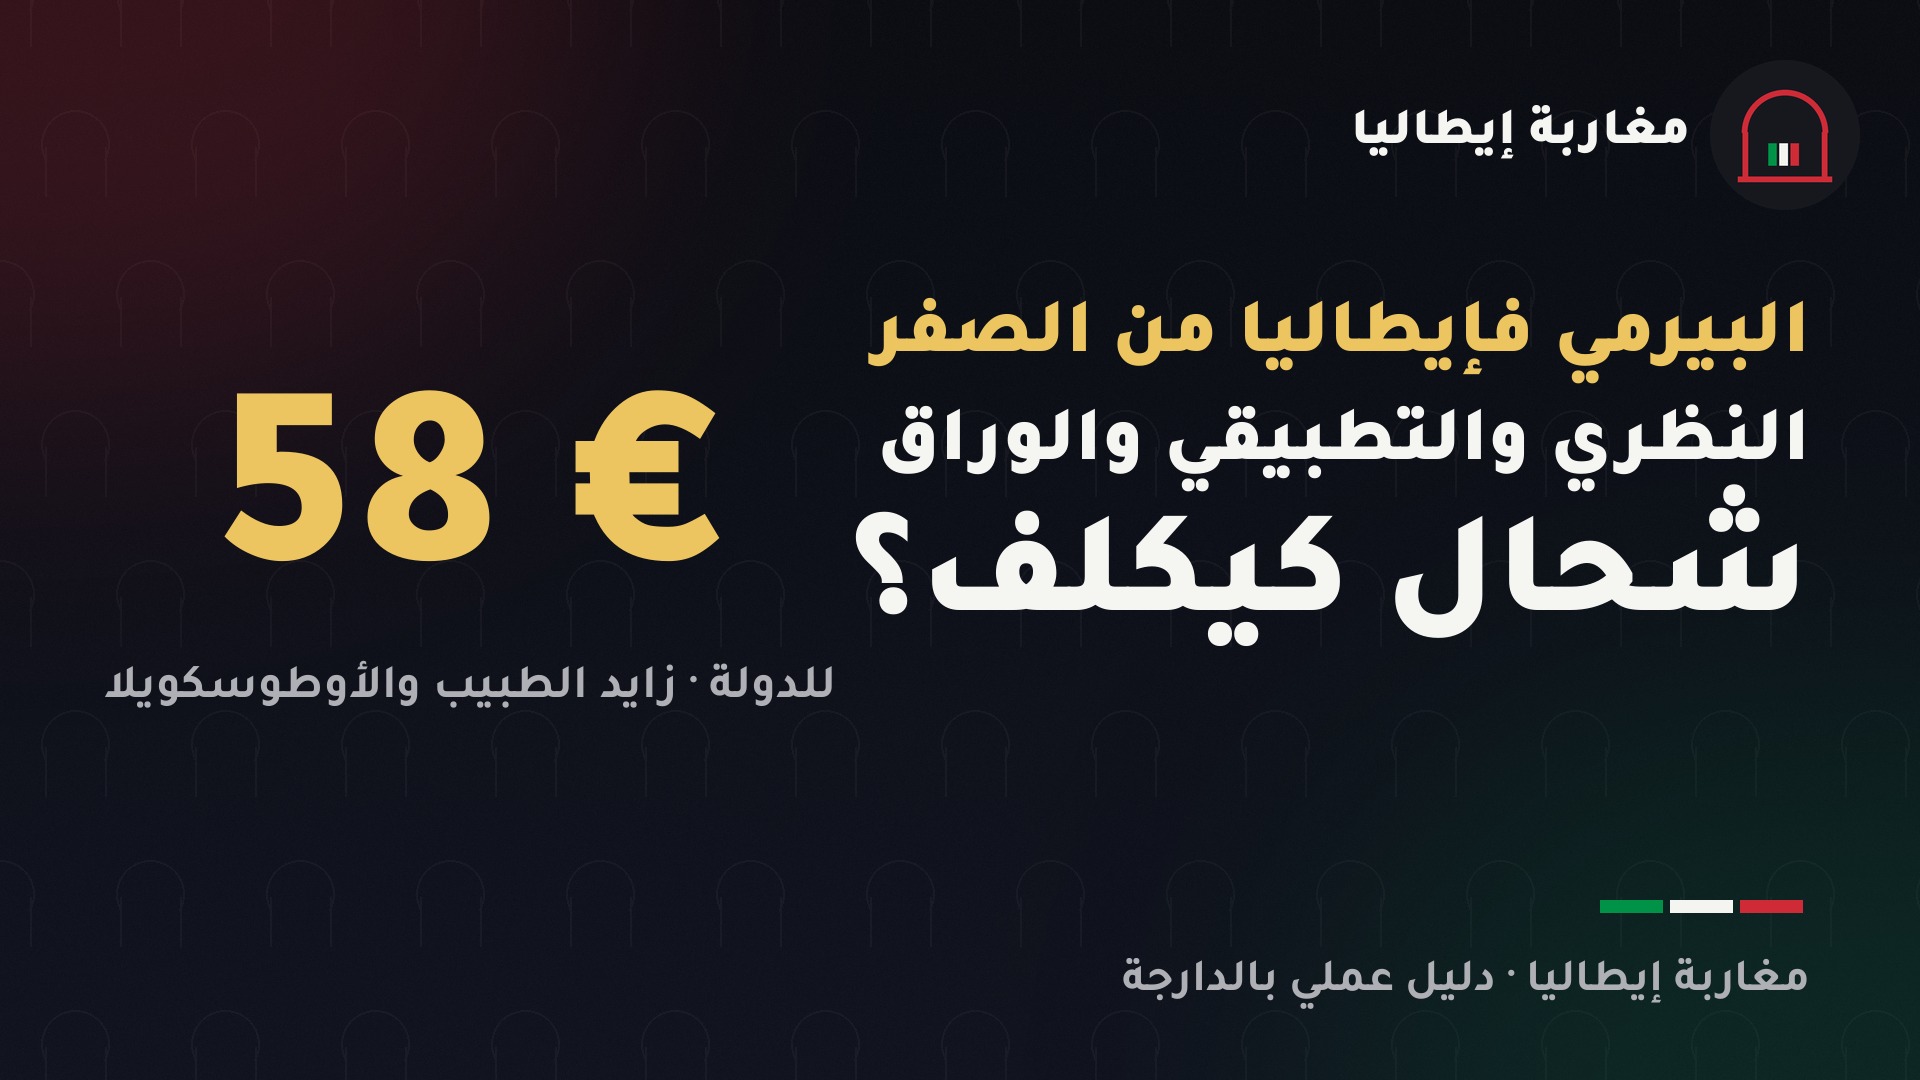 مغاربة إيطاليا
البيرمي فإيطاليا من الصفر
النظري والتطبيقي والوراق
شحال كيكلف؟
58 €
للدولة · زايد الطبيب والأوطوسكويلا
مغاربة إيطاليا · دليل عملي بالدارجة